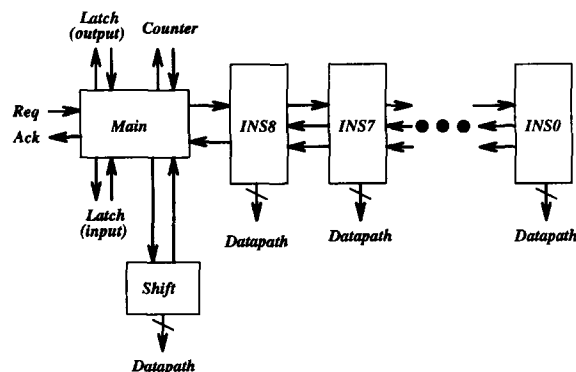 Latch
(output)
Counter
Req
Ack
Main
INS8
INS7
INS0
Latch
(input)
Datapath
Datapath
Datapath
Shift
Datapath